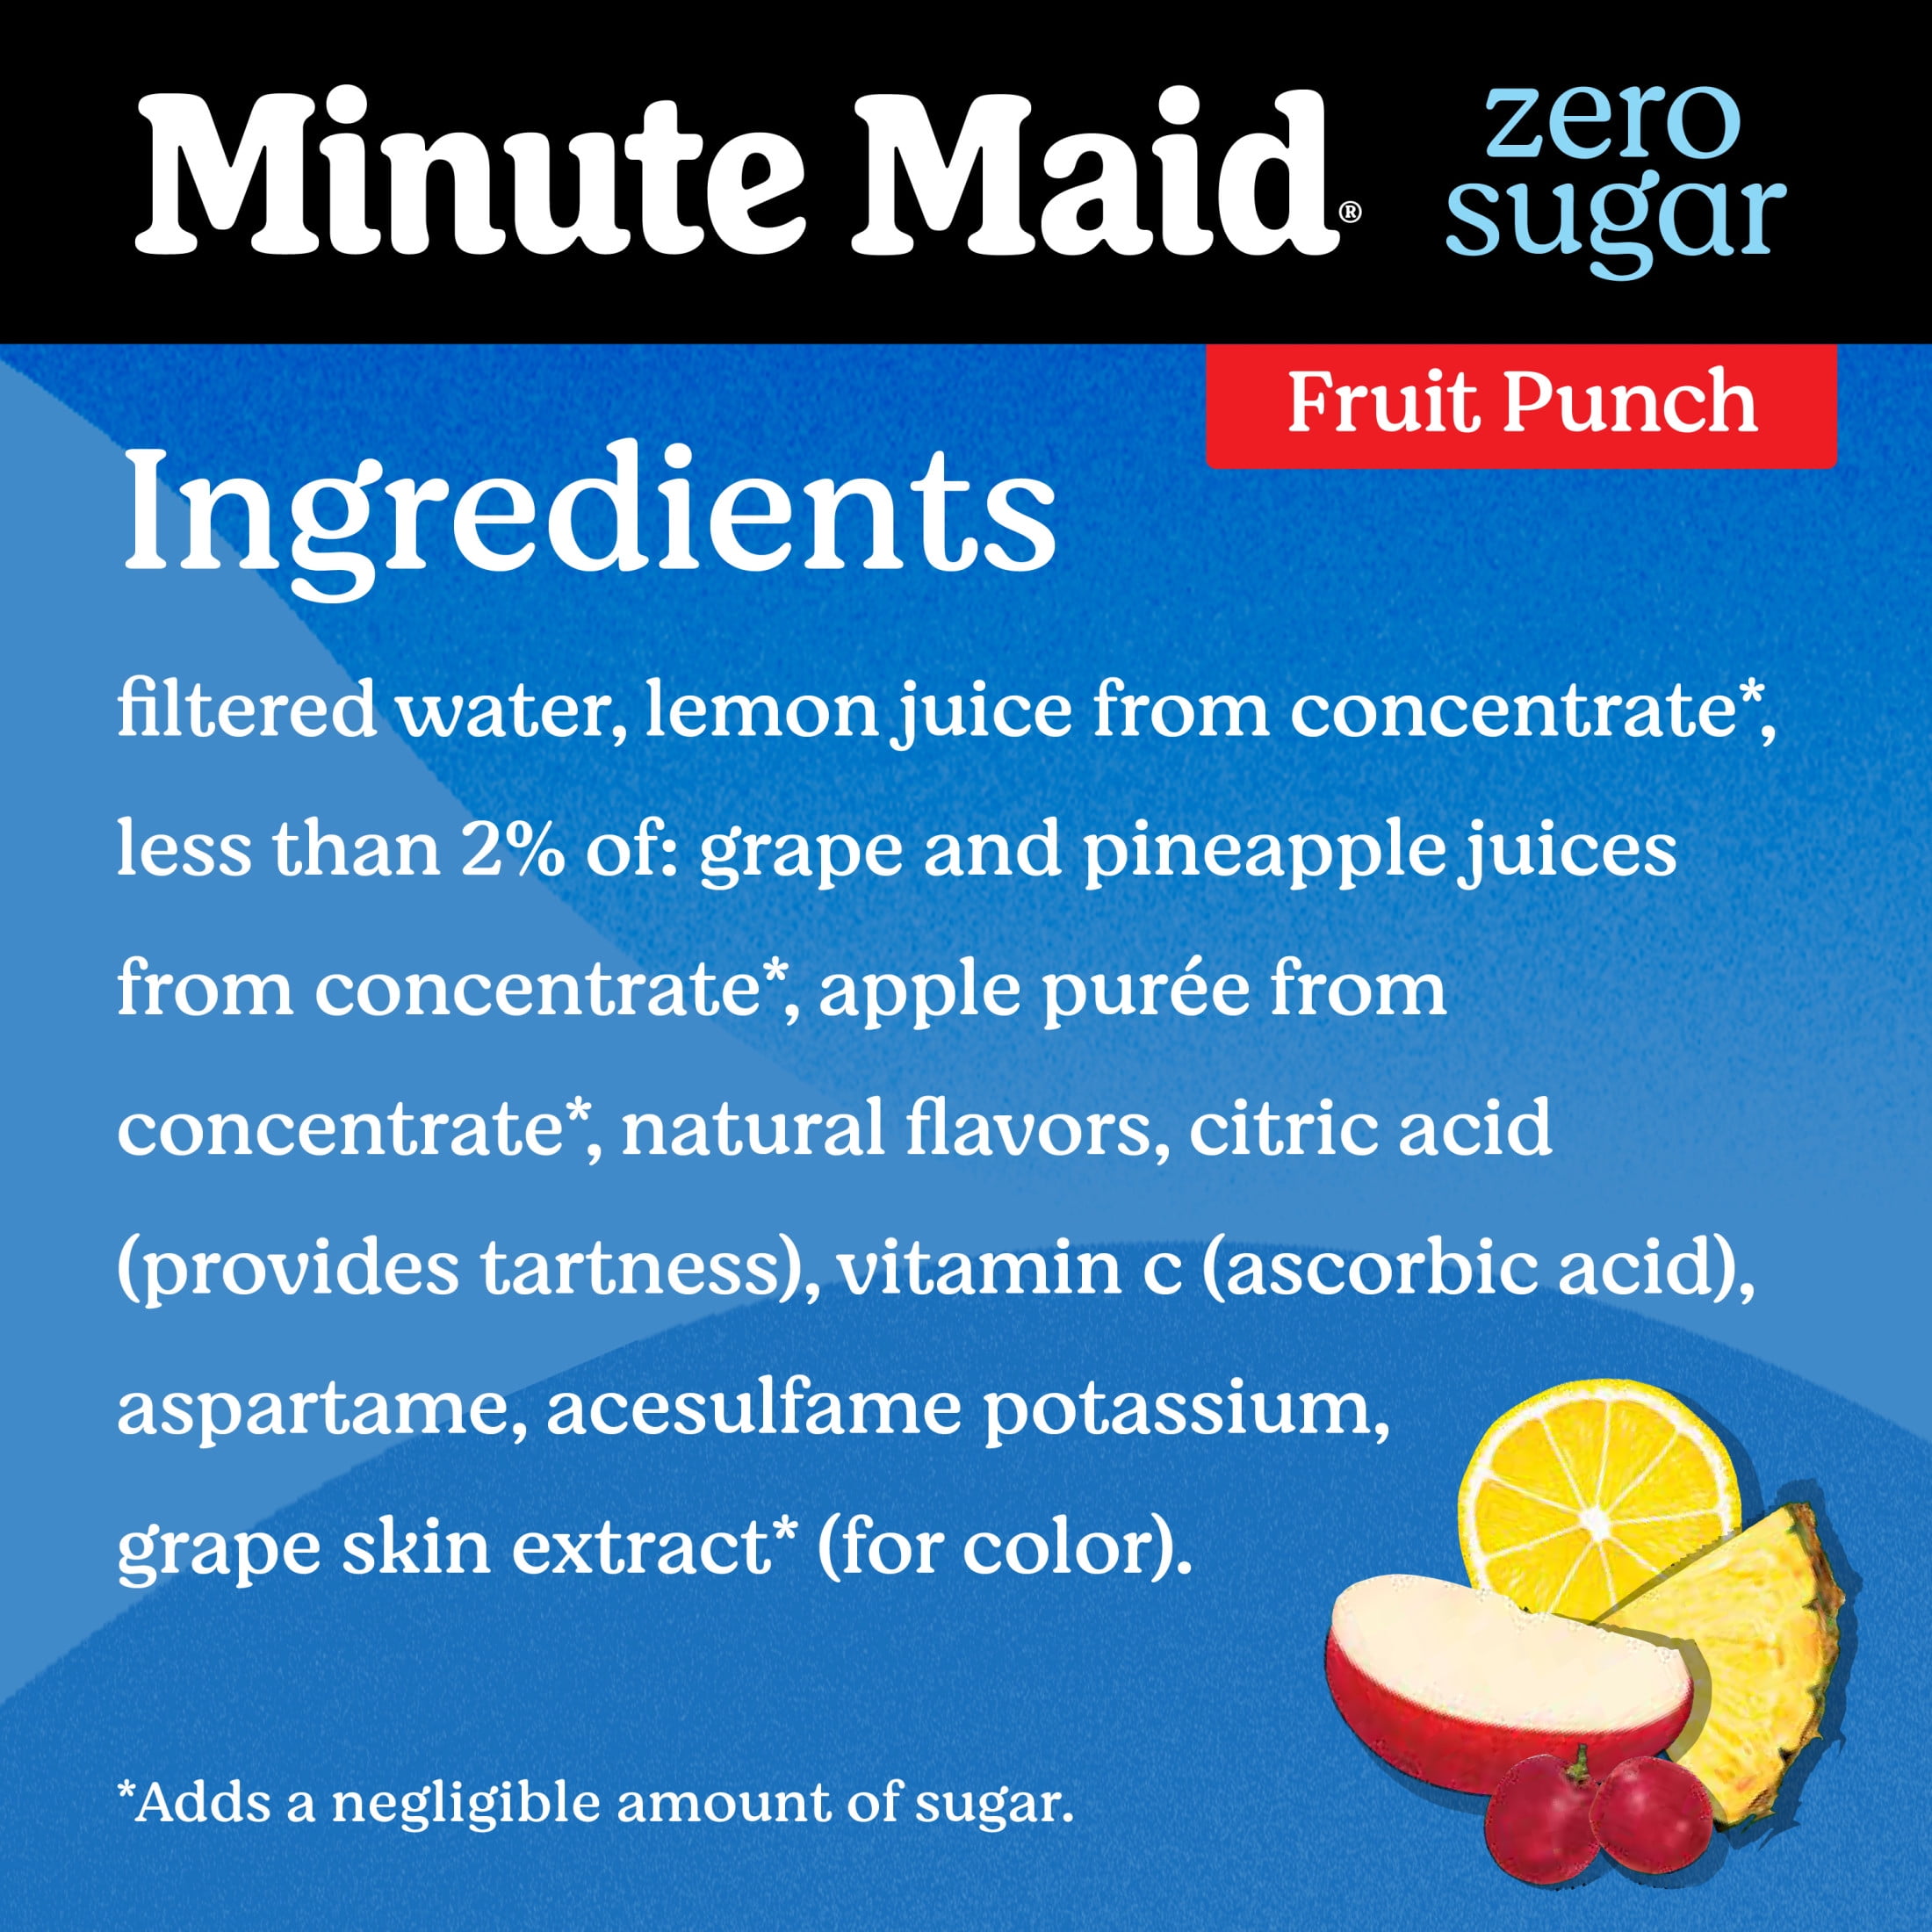 Minute Maid®
zero
sugar
Fruit Punch
Ingredients
filtered water, lemon juice from concentrate*,
less than 2% of: grape and pineapple juices
from concentrate*, apple purée from
concentrate*, natural flavors, citric acid
(provides tartness), vitamin c (ascorbic acid),
aspartame, acesulfame potassium,
grape skin extract* (for color).
*Adds a negligible amount of sugar.